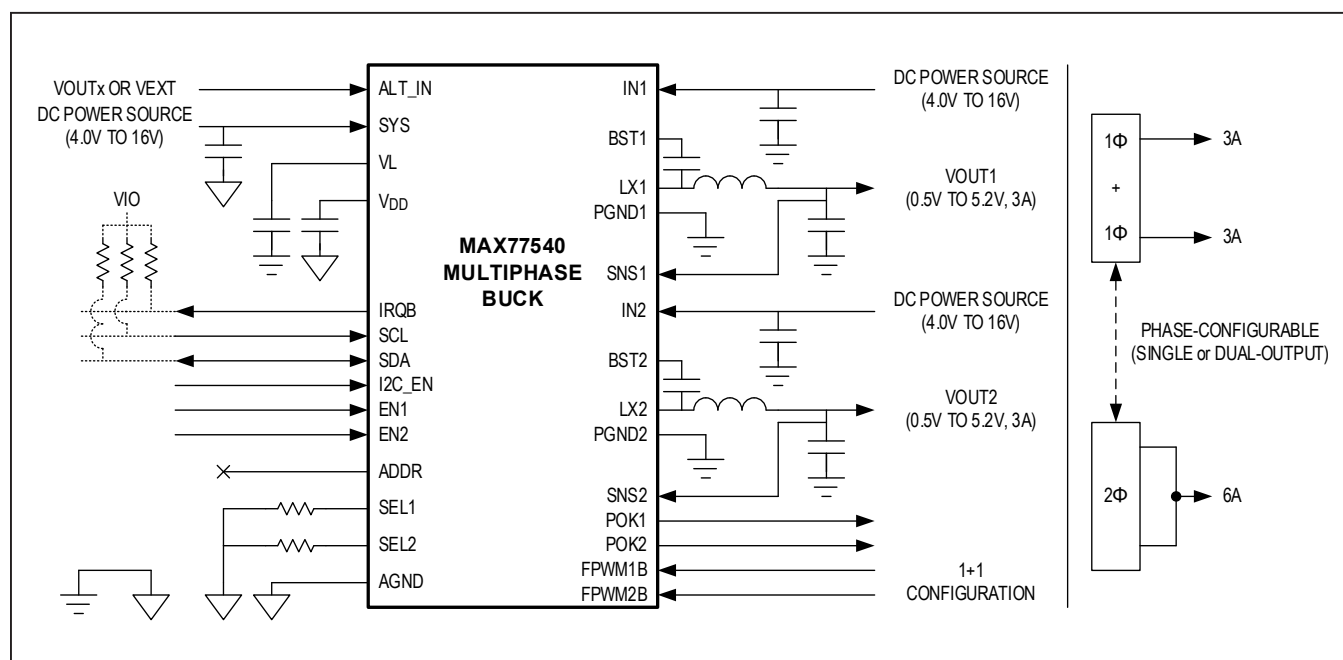 VOUTx OR VEXT
DC POWER SOURCE
(4.0V TO 16V)
VIO
ALT_IN
SYS
VL
VDD
IRQB
SCL
SDA
I2C_EN
EN1
EN2
ADDR
SEL1
SEL2
AGND
MAX77540
MULTIPHASE
BUCK
IN1
BST1
LX1
PGND1
SNS1
IN2
BST2
LX2
PGND2
SNS2
POK1
POK2
FPWM1B
FPWM2B
DC POWER SOURCE
(4.0V TO 16V)
VOUT1
(0.5V TO 5.2V, 3A)
DC POWER SOURCE
(4.0V TO 16V)
VOUT2
(0.5V TO 5.2V, 3A)
1+1
CONFIGURATION
1Φ
+
1Φ
3A
3A
PHASE-CONFIGURABLE
(SINGLE or DUAL-OUTPUT)
2Φ
6A